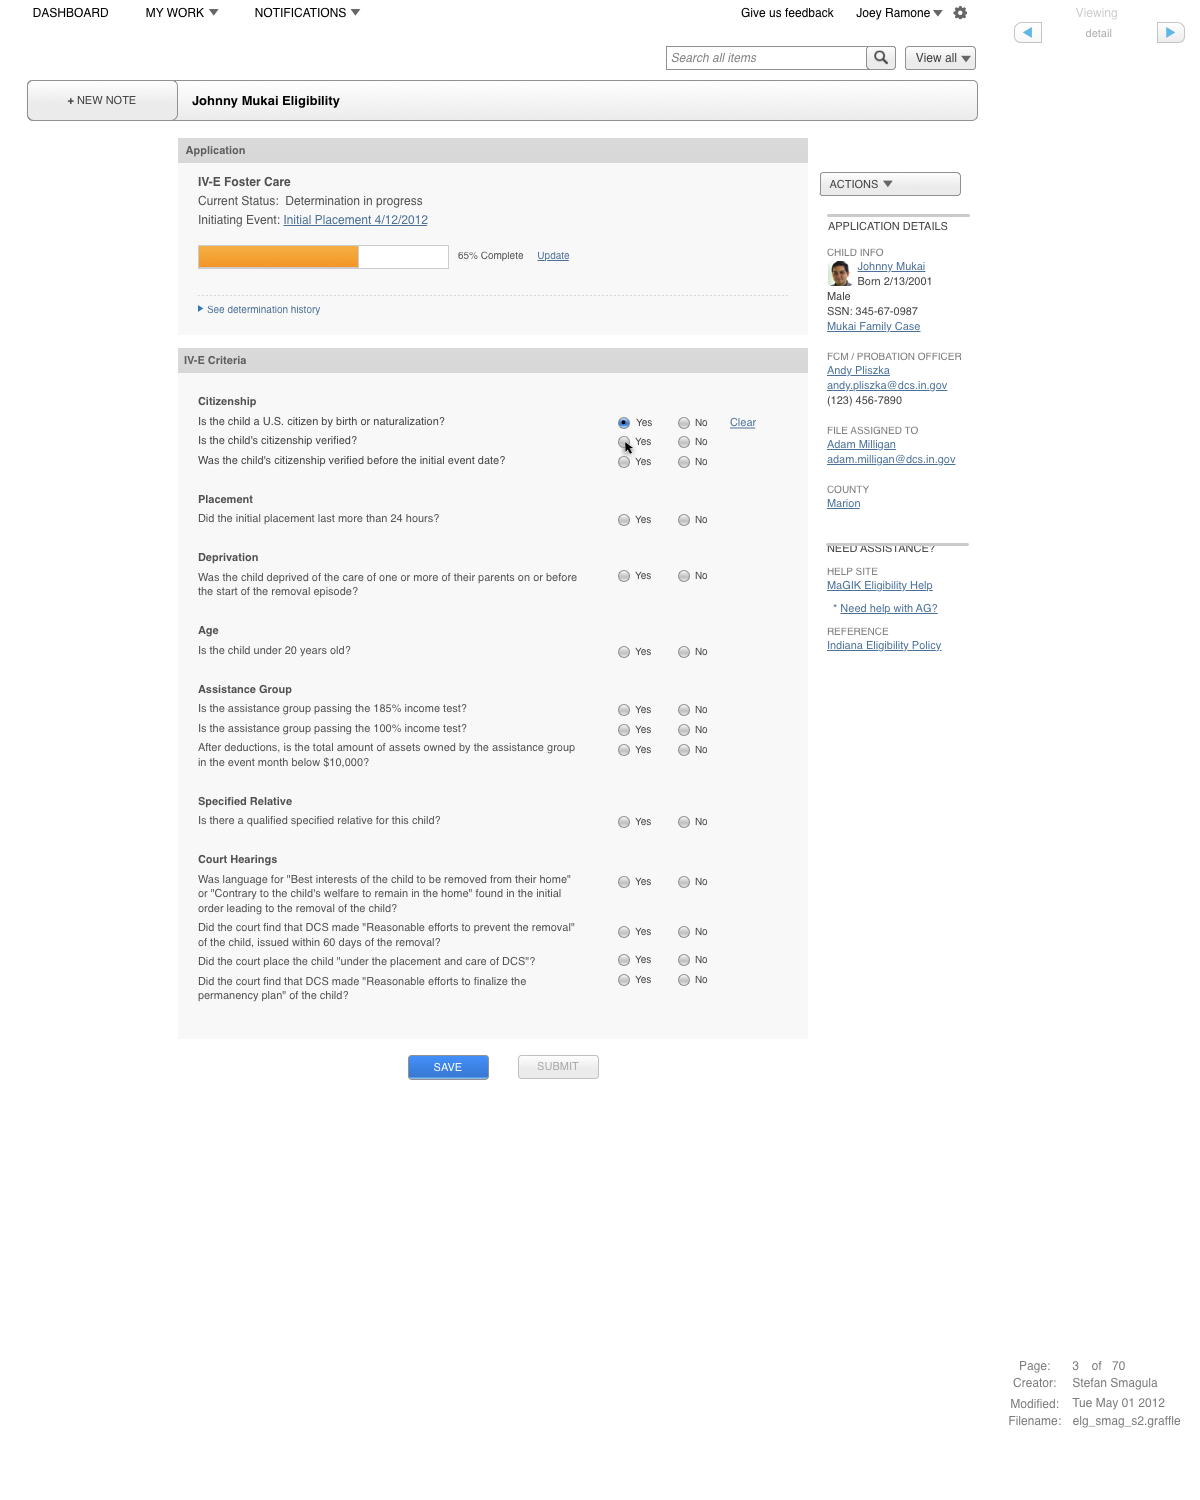 DASHBOARD MY WORK NOTIFICATIONS Give us feedback Joey Ramone
Viewing
detail
Search all items View all
+ NEW NOTE Johnny Mukai Eligibility
Application
IV-E Foster Care
Current Status: Determination in progress
Initiating Event: Initial Placement 4/12/2012
65% Complete Update
See determination history
IV-E Criteria
Citizenship
Is the child a U.S. citizen by birth or naturalization? Yes No Clear
Is the child's citizenship verified? Yes No
Was the child's citizenship verified before the initial event date? Yes No
Placement
Did the initial placement last more than 24 hours? Yes No
Deprivation
Was the child deprived of the care of one or more of their parents on or before Yes No
the start of the removal episode?
Age
Is the child under 20 years old? Yes No
Assistance Group
Is the assistance group passing the 185% income test? Yes No
Is the assistance group passing the 100% income test? Yes No
After deductions, is the total amount of assets owned by the assistance group Yes No
in the event month below $10,000?
Specified Relative
Is there a qualified specified relative for this child? Yes No
Court Hearings
Was language for "Best interests of the child to be removed from their home" Yes No
or "Contrary to the child's welfare to remain in the home" found in the initial
order leading to the removal of the child?
Did the court find that DCS made "Reasonable efforts to prevent the removal" Yes No
of the child, issued within 60 days of the removal?
Did the court place the child "under the placement and care of DCS"? Yes No
Did the court find that DCS made "Reasonable efforts to finalize the Yes No
permanency plan" of the child?
SAVE SUBMIT
ACTIONS
APPLICATION DETAILS
CHILD INFO
Johnny Mukai
Born 2/13/2001
Male
SSN: 345-67-0987
Mukai Family Case
FCM / PROBATION OFFICER
Andy Pliszka
andy.pliszka@dcs.in.gov
(123) 456-7890
FILE ASSIGNED TO
Adam Milligan
adam.milligan@dcs.in.gov
COUNTY
Marion
NEED ASSISTANCE?
HELP SITE
MaGIK Eligibility Help
* Need help with AG?
REFERENCE
Indiana Eligibility Policy
Page: 3 of 70
Creator: Stefan Smagula
Modified: Tue May 01 2012
Filename: elg_smag_s2.graffle